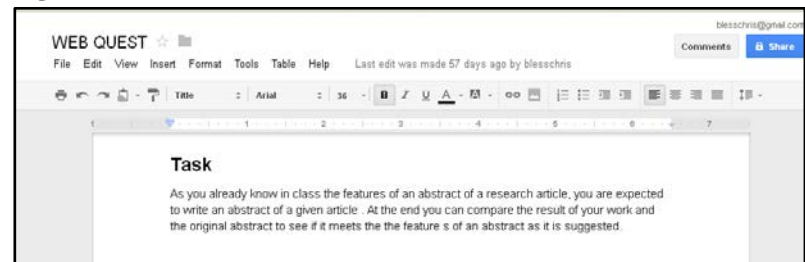 blesschris@gmail.com
WEB QUEST
Comments
Share
File Edit View Insert Format Tools Table Help Last edit was made 57 days ago by blesschris
Title Arial 36 B I U A A
1 1 2 3 4 5 6 7
Task
As you already know in class the features of an abstract of a research article, you are expected
to write an abstract of a given article . At the end you can compare the result of your work and
the original abstract to see if it meets the the feature s of an abstract as it is suggested.